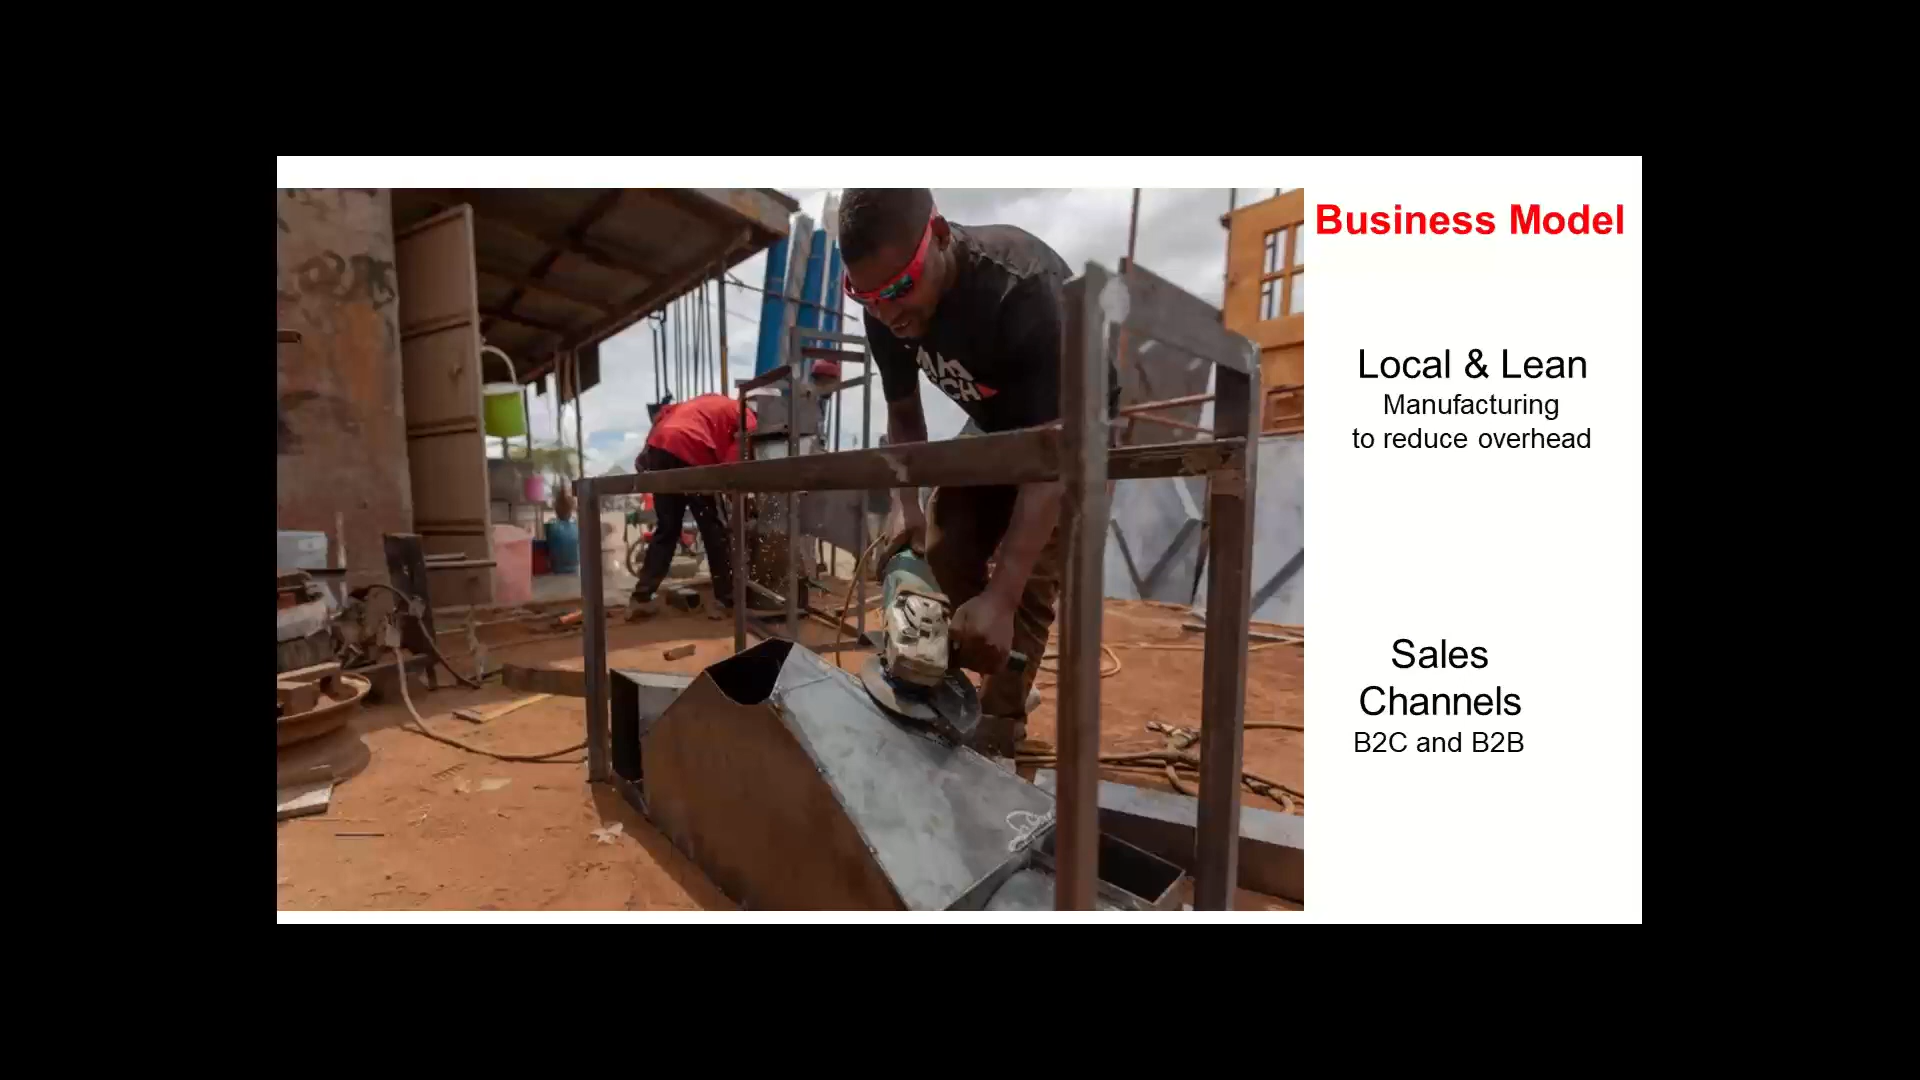 Business Model
Local & Lean
Manufacturing
to reduce overhead
Sales
Channels
B2C and B2B